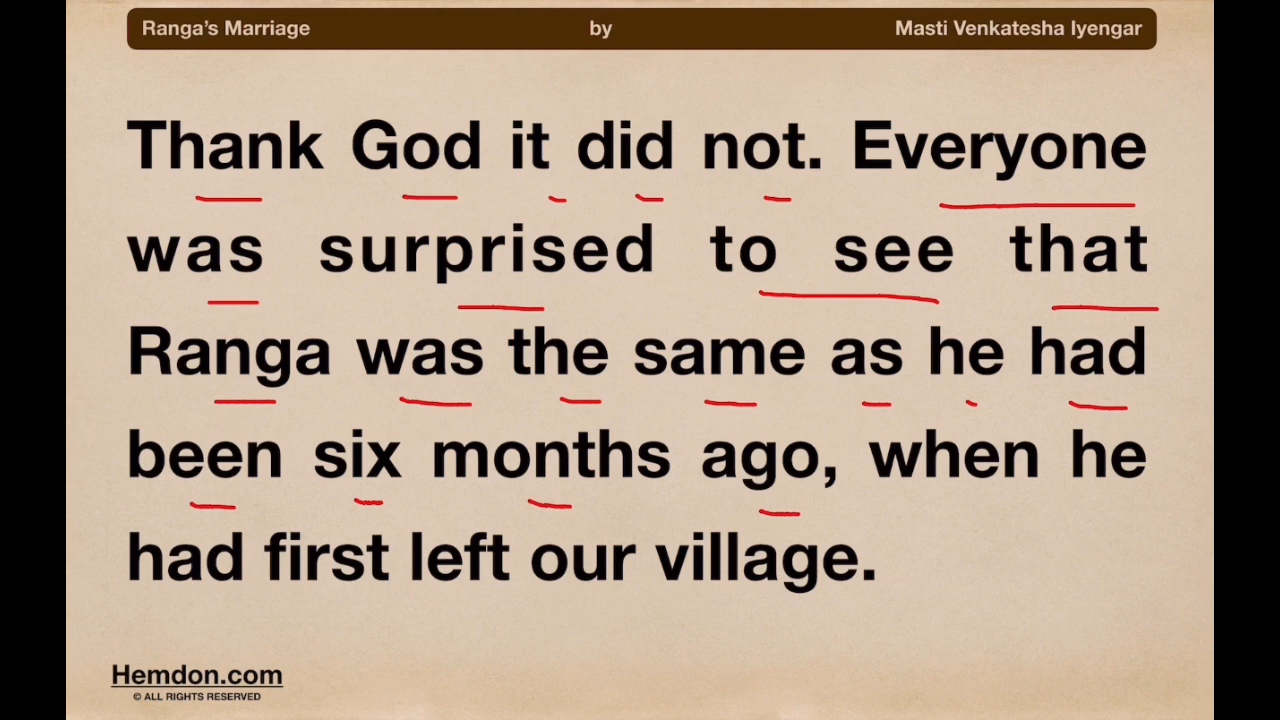 Ranga's Marriage by Masti Venkatesha Iyengar
Thank God it did not. Everyone
was surprised to see that
Ranga was the same as he had
been six months ago, when he
had first left our village.
Hemdon.com
© ALL RIGHTS RESERVED